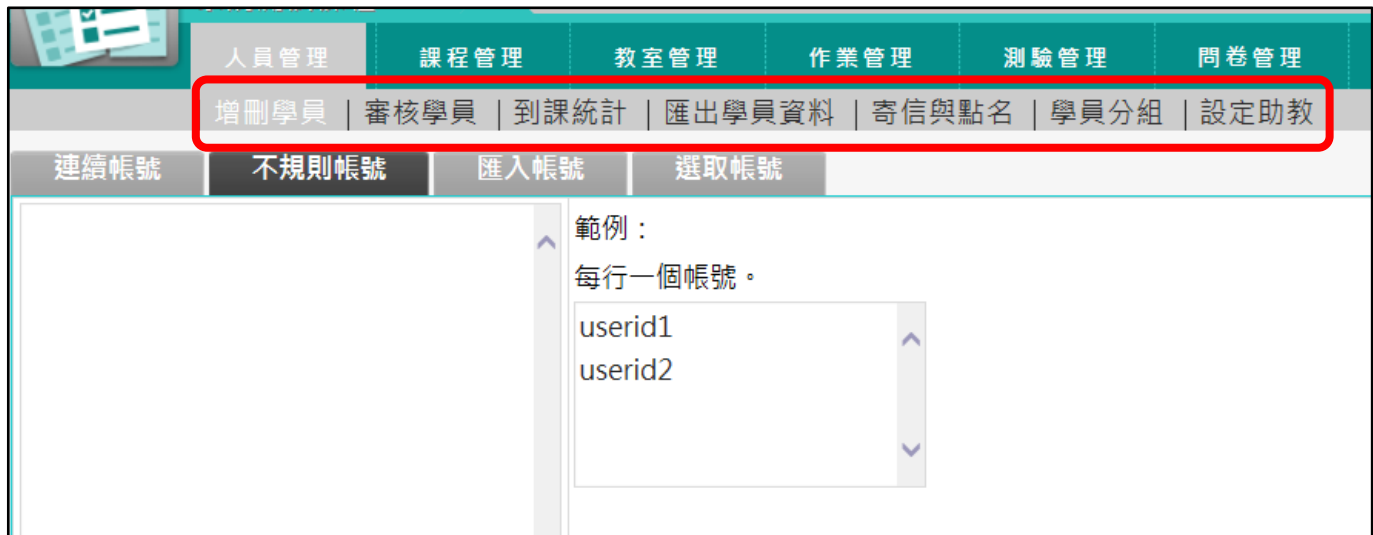 人員管理 課程管理 教室管理 作業管理 測驗管理 問卷管理
增刪學員 | 審核學員 | 到課統計 | 匯出學員資料 | 寄信與點名 | 學員分組 | 設定助教
連續帳號 不規則帳號 匯入帳號 選取帳號
範例：
每行一個帳號。
userid1
userid2